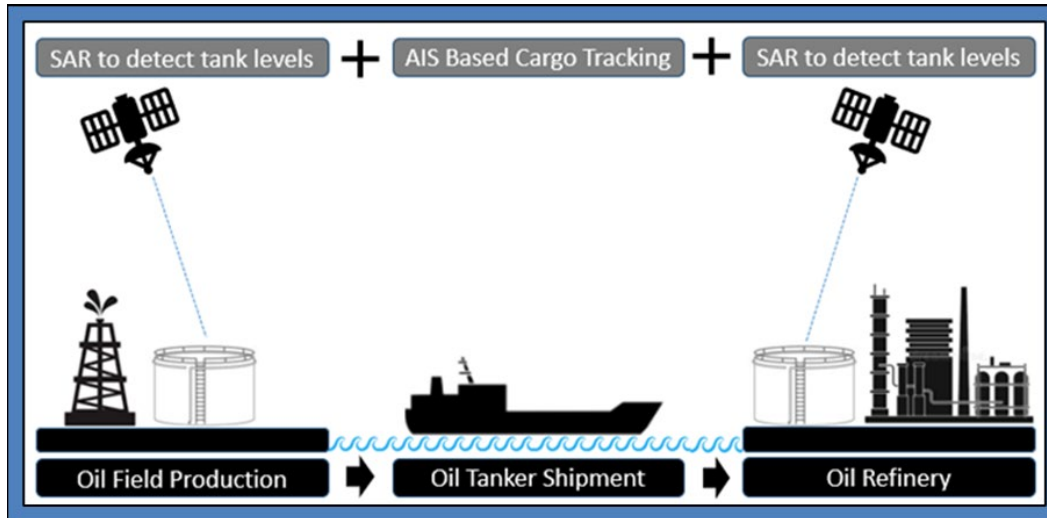 SAR to detect tank levels + AIS Based Cargo Tracking + SAR to detect tank levels
Oil Field Production Oil Tanker Shipment Oil Refinery